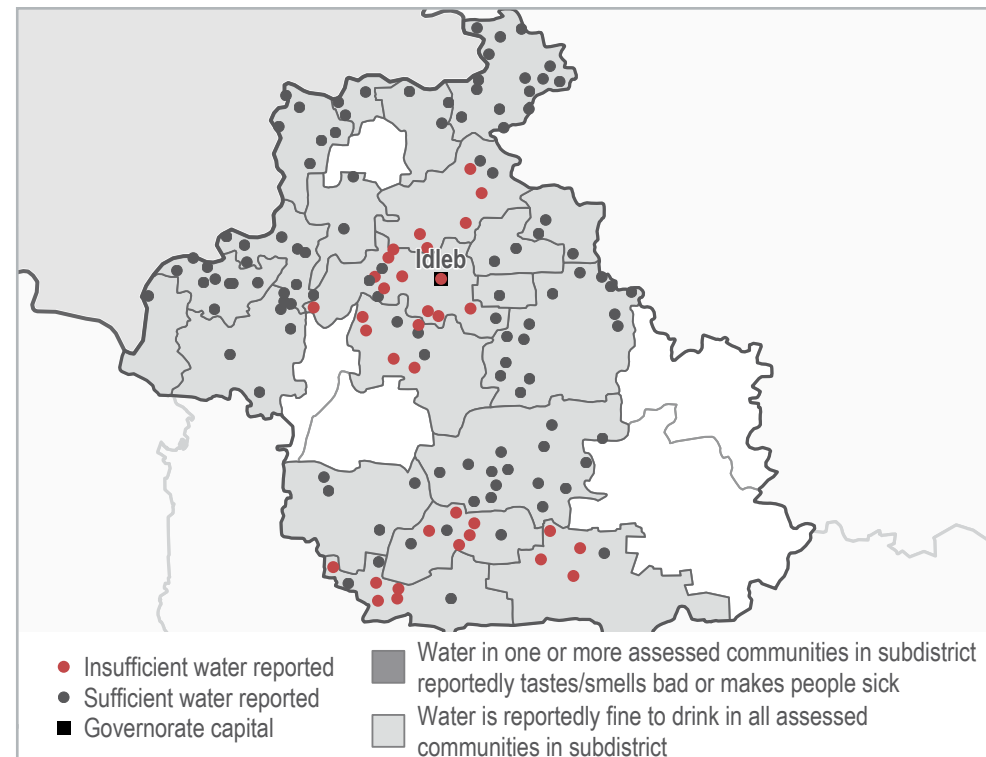 Idleb
Insufficient water reported
Sufficient water reported
Governorate capital
Water in one or more assessed communities in subdistrict
reportedly tastes/smells bad or makes people sick
Water is reportedly fine to drink in all assessed
communities in subdistrict